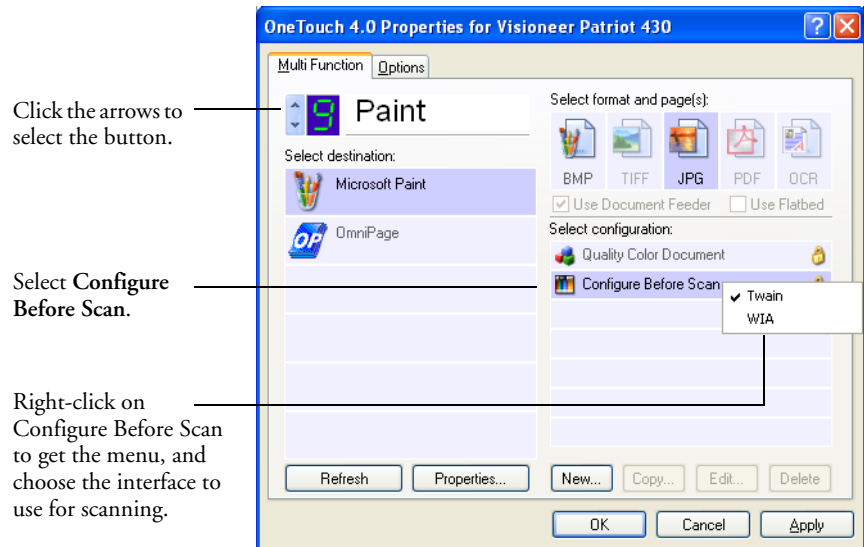 OneTouch 4.0 Properties for Visioneer Patriot 430
Multi Function
Options
Click the arrows to
select the button.
9
Paint
Select destination:
Microsoft Paint
OmniPage
Select format and page(s):
BMP
TIFF
JPG
PDF
OCR
Use Document Feeder
Use Flatbed
Select configuration:
Quality Color Document
Configure Before Scan
Twain
WIA
Select Configure
Before Scan.
Right-click on
Configure Before Scan
to get the menu, and
choose the interface to
use for scanning.
Refresh
Properties...
New...
Copy...
Edit...
Delete
OK
Cancel
Apply